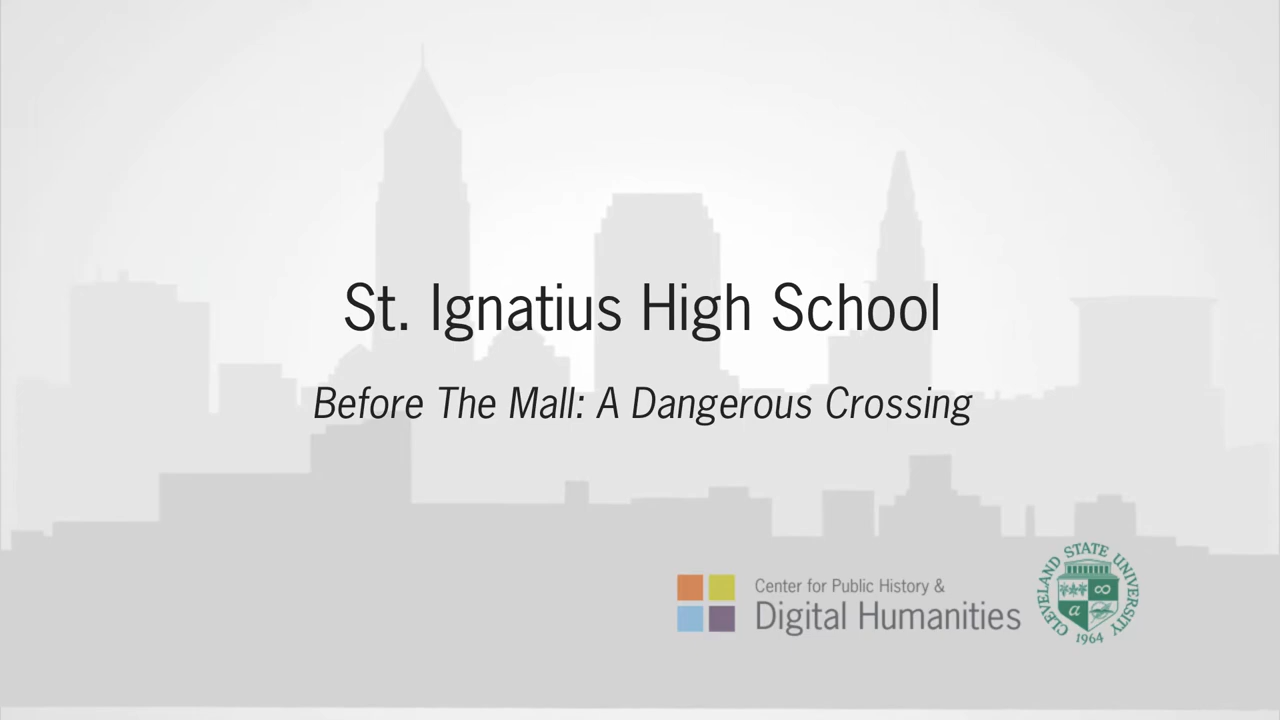 St. Ignatius High School
Before The Mall: A Dangerous Crossing
Center for Public History &
Digital Humanities
CLEVELAND STATE UNIVERSITY
1964